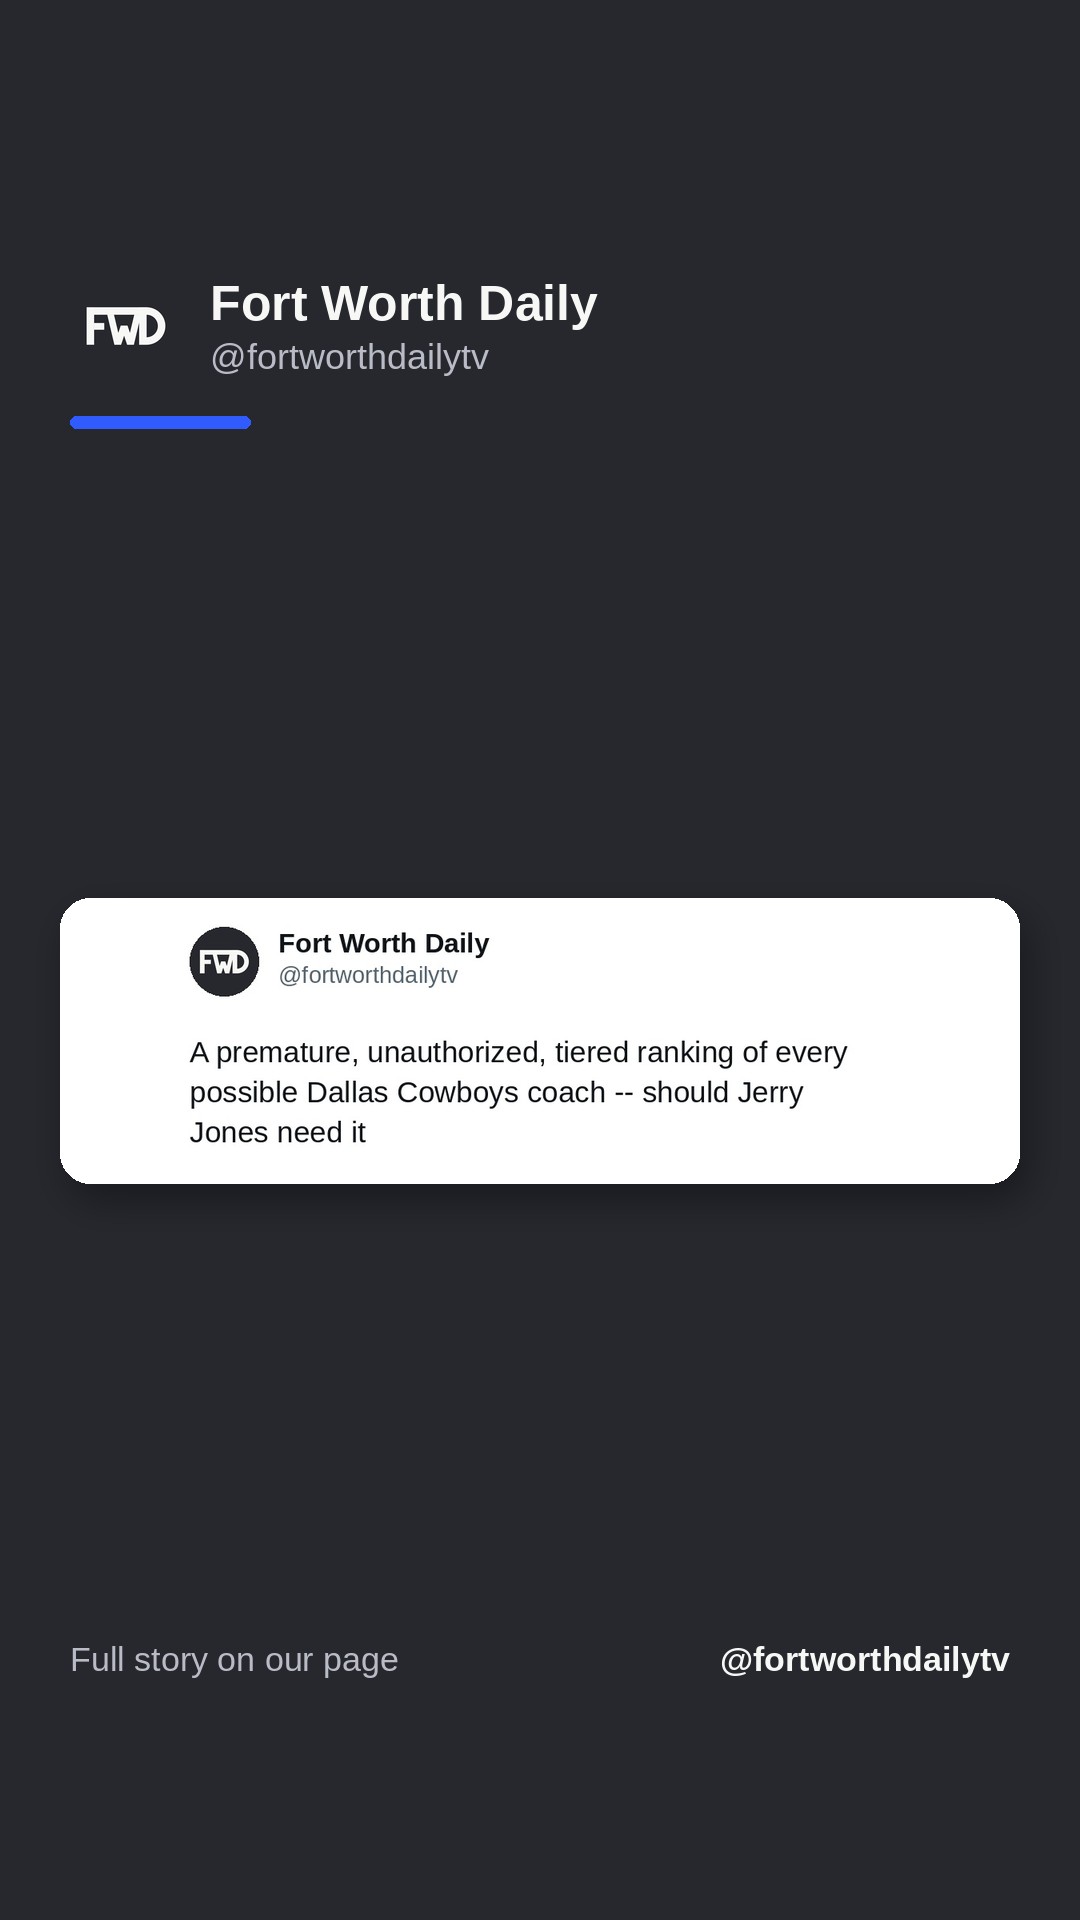 FWD
Fort Worth Daily
@fortworthdailytv
FWD
Fort Worth Daily
@fortworthdailytv
A premature, unauthorized, tiered ranking of every
possible Dallas Cowboys coach -- should Jerry
Jones need it
Full story on our page
@fortworthdailytv